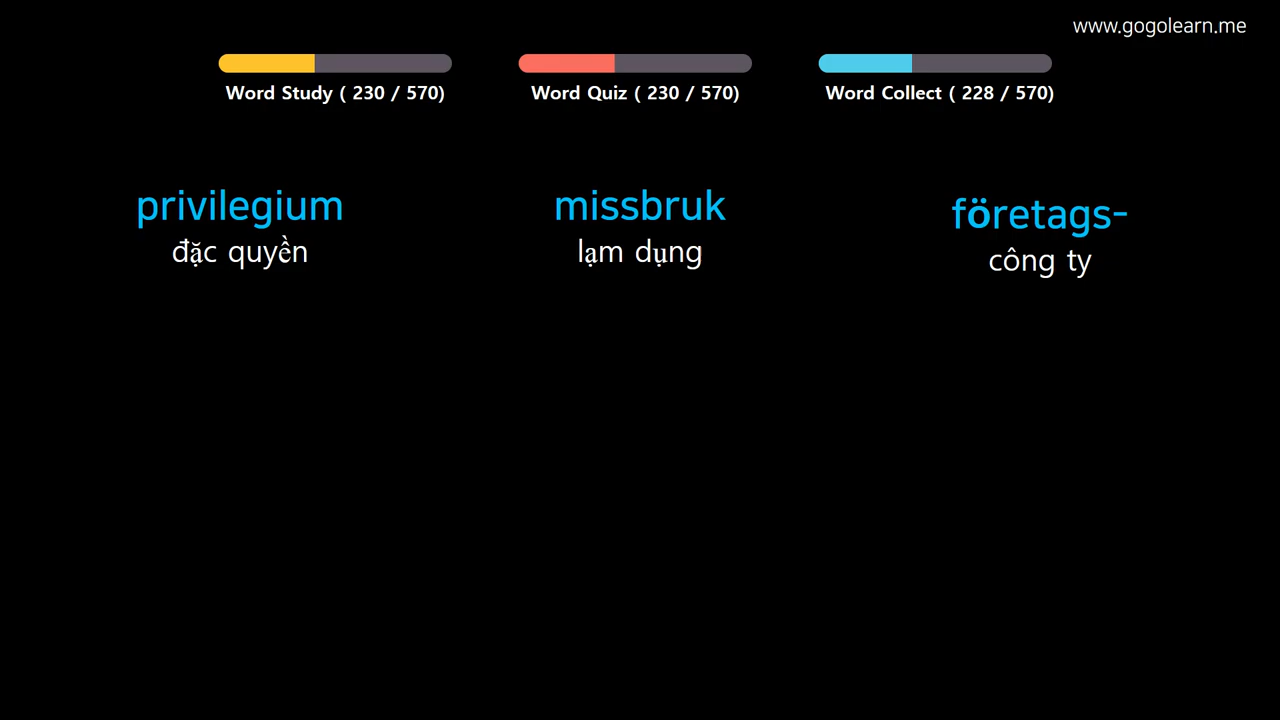 www.gogolearn.me
Word Study ( 230 / 570)
Word Quiz ( 230 / 570)
Word Collect ( 228 / 570)
privilegium
đặc quyền
missbruk
lạm dụng
företags-
công ty